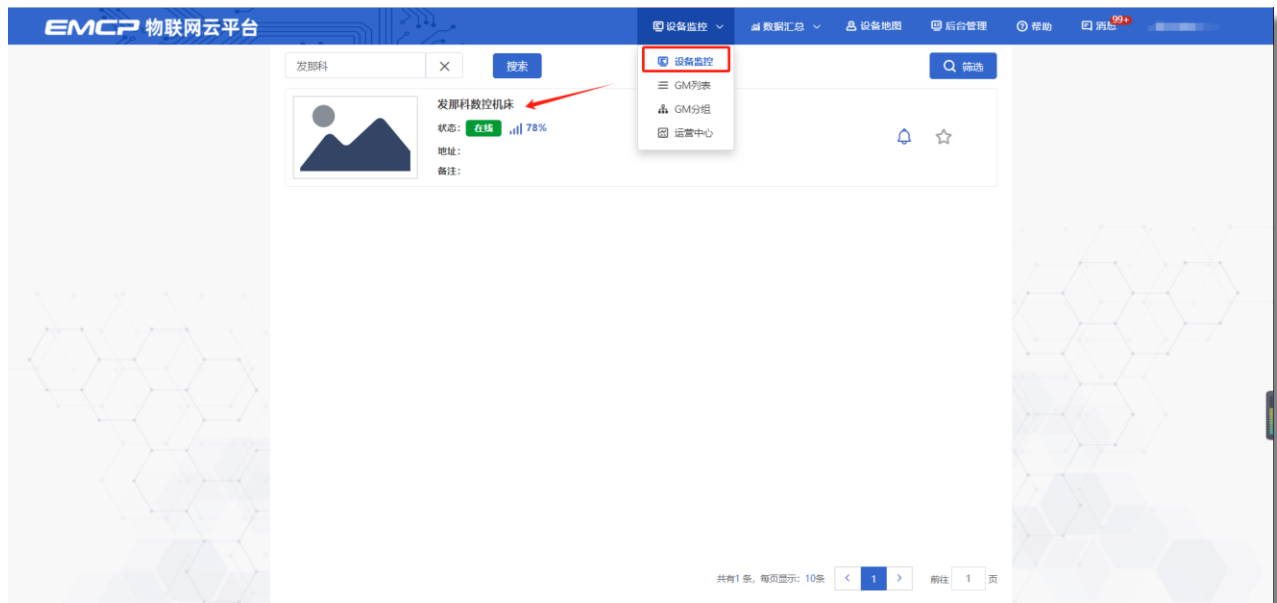 EMCP 物联网云平台
设备监控 数据汇总 设备地图 后台管理 帮助 消息 99+
发那科 搜索 筛选
设备监控
GM列表
GM分组
运营中心
发那科数控机床
状态: 在线 78%
地址:
备注:
共有1 条, 每页显示: 10条 1 前往 1 页